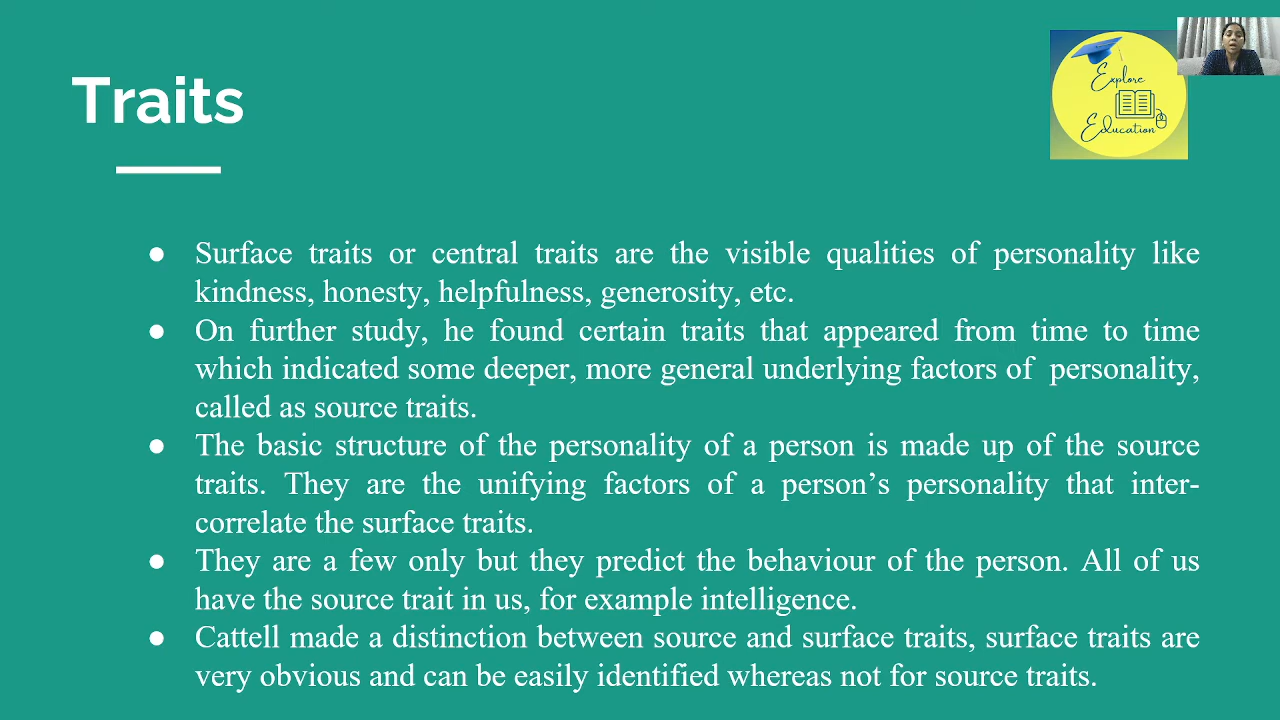 Traits
Explore
Education
● Surface traits or central traits are the visible qualities of personality like
kindness, honesty, helpfulness, generosity, etc.
● On further study, he found certain traits that appeared from time to time
which indicated some deeper, more general underlying factors of personality,
called as source traits.
● The basic structure of the personality of a person is made up of the source
traits. They are the unifying factors of a person’s personality that inter-
correlate the surface traits.
● They are a few only but they predict the behaviour of the person. All of us
have the source trait in us, for example intelligence.
● Cattell made a distinction between source and surface traits, surface traits are
very obvious and can be easily identified whereas not for source traits.